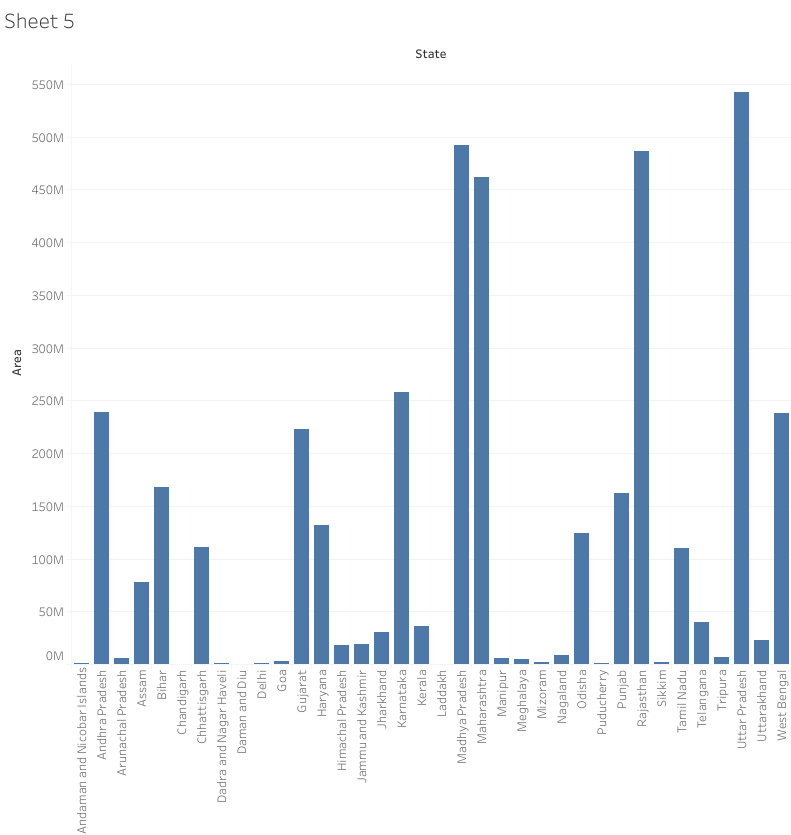 Sheet 5
State
Area
550M
500M
450M
400M
350M
300M
250M
200M
150M
100M
50M
0M
Andaman and Nicobar Islands
Andhra Pradesh
Arunachal Pradesh
Assam
Bihar
Chandigarh
Chhattisgarh
Dadra and Nagar Haveli
Daman and Diu
Delhi
Goa
Gujarat
Haryana
Himachal Pradesh
Jammu and Kashmir
Jharkhand
Karnataka
Kerala
Laddakh
Madhya Pradesh
Maharashtra
Manipur
Meghalaya
Mizoram
Nagaland
Odisha
Puducherry
Punjab
Rajasthan
Sikkim
Tamil Nadu
Telangana
Tripura
Uttar Pradesh
Uttarakhand
West Bengal